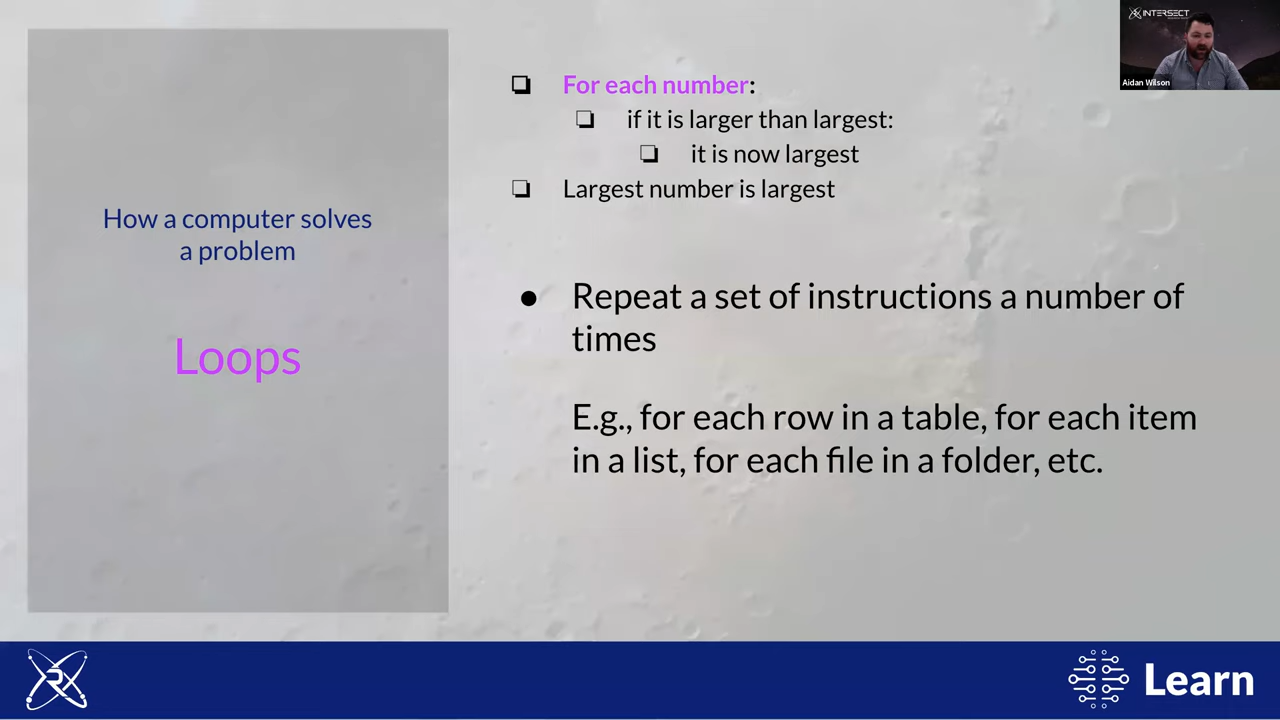 INTERSECT
Aidan Wilson
How a computer solves
a problem
Loops
❏ For each number:
❏ if it is larger than largest:
❏ it is now largest
❏ Largest number is largest
● Repeat a set of instructions a number of
times
E.g., for each row in a table, for each item
in a list, for each file in a folder, etc.
Learn